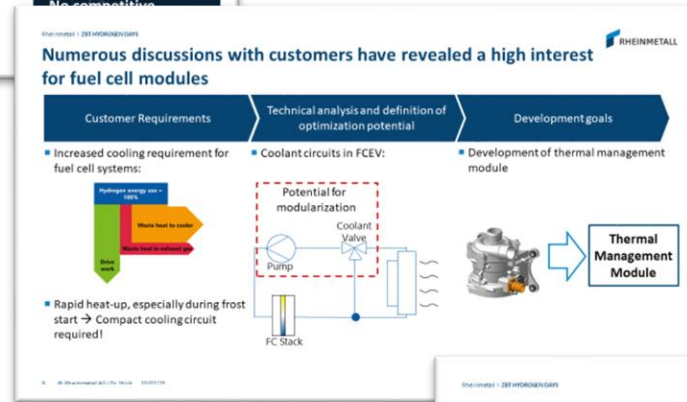 No competitive
Rheinmetall | ZBT HYDROGEN DAYS
RHEINMETALL
Numerous discussions with customers have revealed a high interest
for fuel cell modules
Customer Requirements
Technical analysis and definition of
optimization potential
Development goals
▪ Increased cooling requirement for
fuel cell systems:
Hydrogen energy use =
100%
Waste heat to cooler
Waste heat in exhaust gas
Drive
work
▪ Rapid heat-up, especially during frost
start → Compact cooling circuit
required!
▪ Coolant circuits in FCEV:
Potential for
modularization
Coolant
Valve
Pump
FC Stack
▪ Development of thermal management
module
Thermal
Management
Module
© Rheinmetall AG
Rheinmetall | ZBT HYDROGEN DAYS